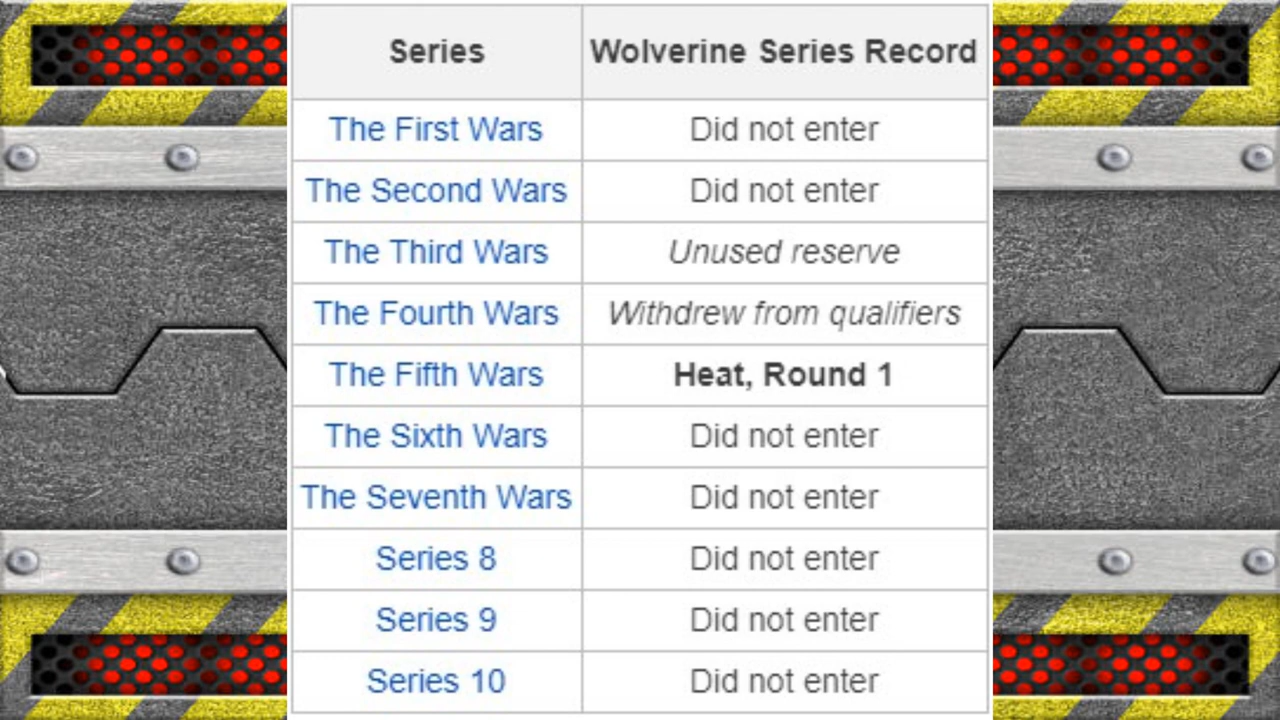 Series Wolverine Series Record
The First Wars Did not enter
The Second Wars Did not enter
The Third Wars Unused reserve
The Fourth Wars Withdrew from qualifiers
The Fifth Wars Heat, Round 1
The Sixth Wars Did not enter
The Seventh Wars Did not enter
Series 8 Did not enter
Series 9 Did not enter
Series 10 Did not enter